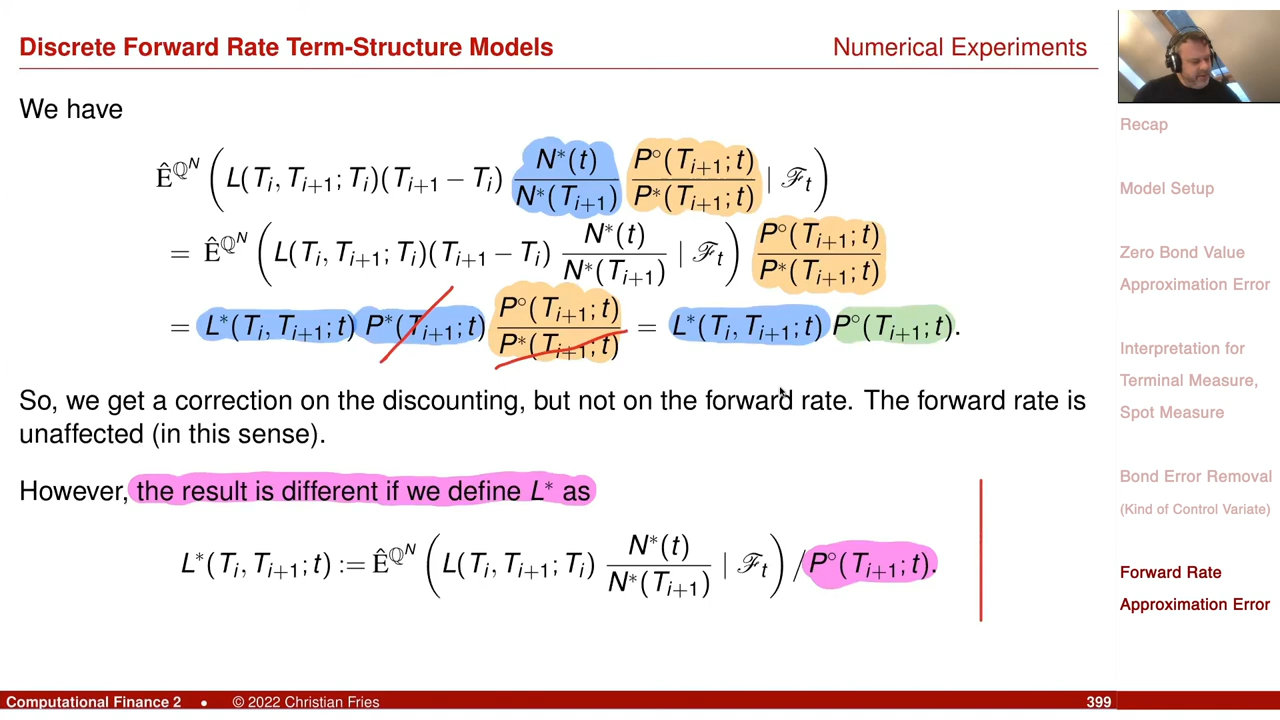 Discrete Forward Rate Term-Structure Models
Numerical Experiments
We have
Ê^{ℚ^N} ( L(T_i, T_{i+1}; T_i)(T_{i+1} − T_i) N*(t) / N*(T_{i+1}) P°(T_{i+1}; t) / P*(T_{i+1}; t) | ℱ_t )
= Ê^{ℚ^N} ( L(T_i, T_{i+1}; T_i)(T_{i+1} − T_i) N*(t) / N*(T_{i+1}) | ℱ_t ) P°(T_{i+1}; t) / P*(T_{i+1}; t)
= L*(T_i, T_{i+1}; t) P*(T_{i+1}; t) P°(T_{i+1}; t) / P*(T_{i+1}; t) = L*(T_i, T_{i+1}; t) P°(T_{i+1}; t).
So, we get a correction on the discounting, but not on the forward rate. The forward rate is
unaffected (in this sense).
However, the result is different if we define L* as
L*(T_i, T_{i+1}; t) := Ê^{ℚ^N} ( L(T_i, T_{i+1}; T_i) N*(t) / N*(T_{i+1}) | ℱ_t ) / P°(T_{i+1}; t).
Recap
Model Setup
Zero Bond Value
Approximation Error
Interpretation for
Terminal Measure,
Spot Measure
Bond Error Removal
(Kind of Control Variate)
Forward Rate
Approximation Error
Computational Finance 2 • © 2022 Christian Fries
399